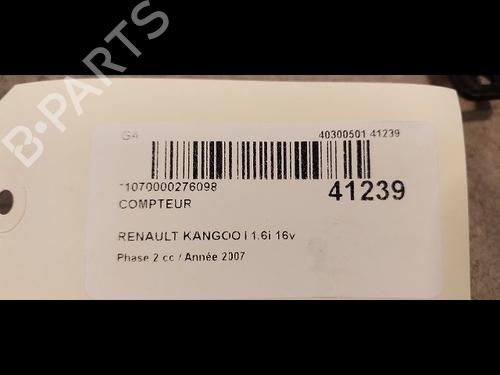 G4 40300501 41239
*1070000276098 41239
COMPTEUR
RENAULT KANGOO I 1.6i 16v
Phase 2 cc / Année 2007
B-PARTS